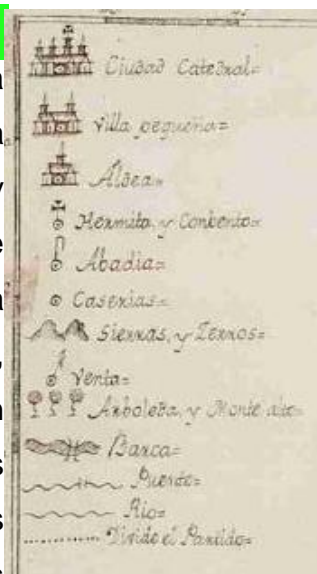 Ciudad Catedral=
Villa pequeña=
Aldea=
Hermita, y Conbento=
Abadia=
Caserias=
Sierras, y Zerros=
Venta=
Arboleda, y Monte alto=
Barca=
Puente=
Rio=
Divide el Partido=